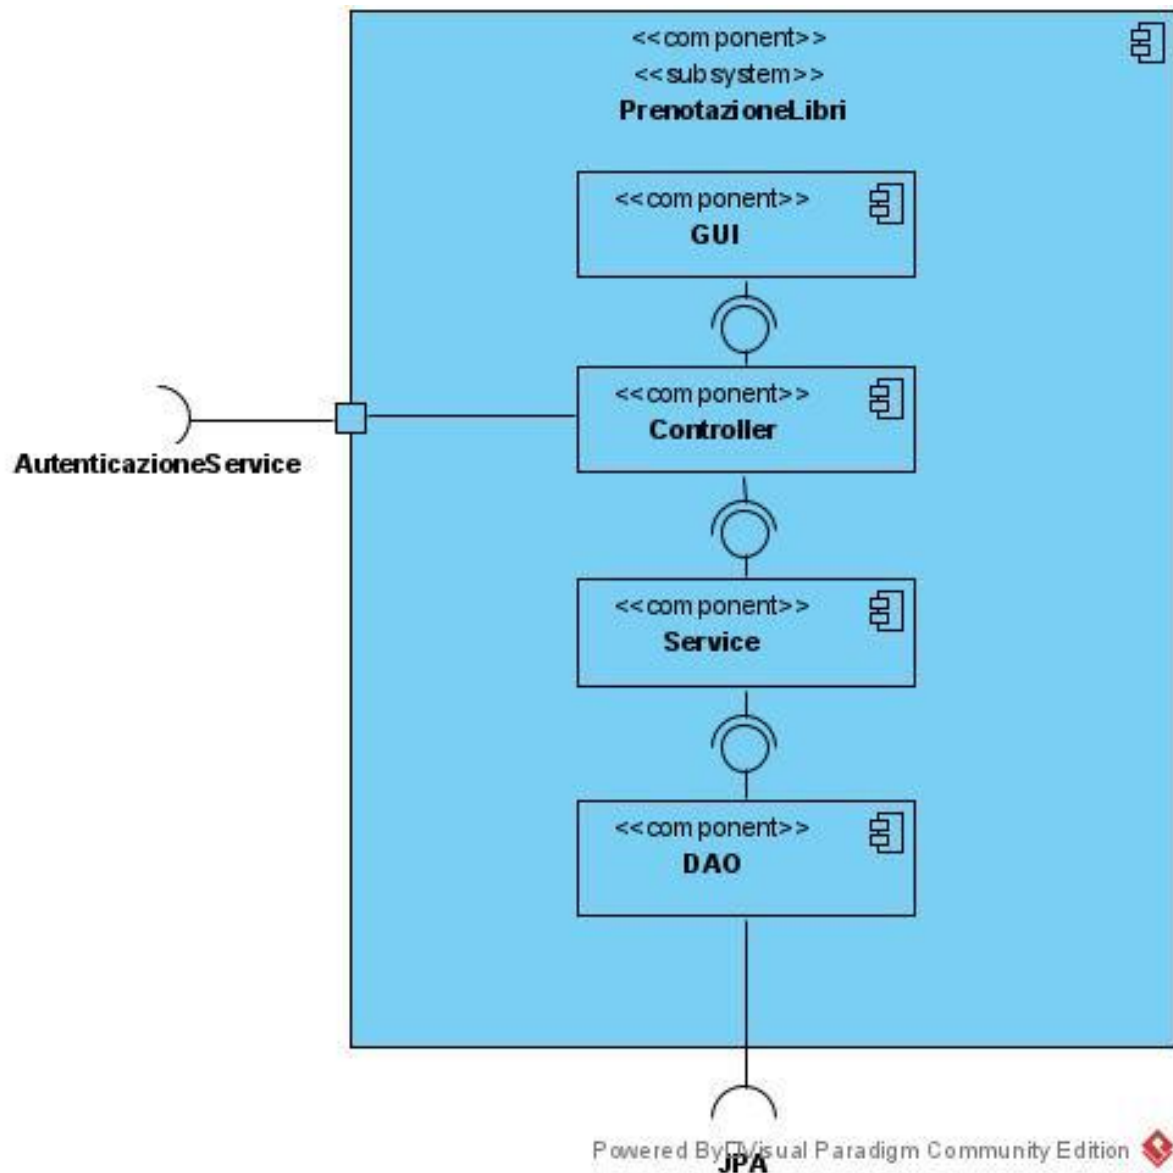 <<component>>
<<subsystem>>
PrenotazioneLibri
<<component>>
GUI
<<component>>
Controller
AutenticazioneService
<<component>>
Service
<<component>>
DAO
Powered By Visual Paradigm Community Edition
JPA